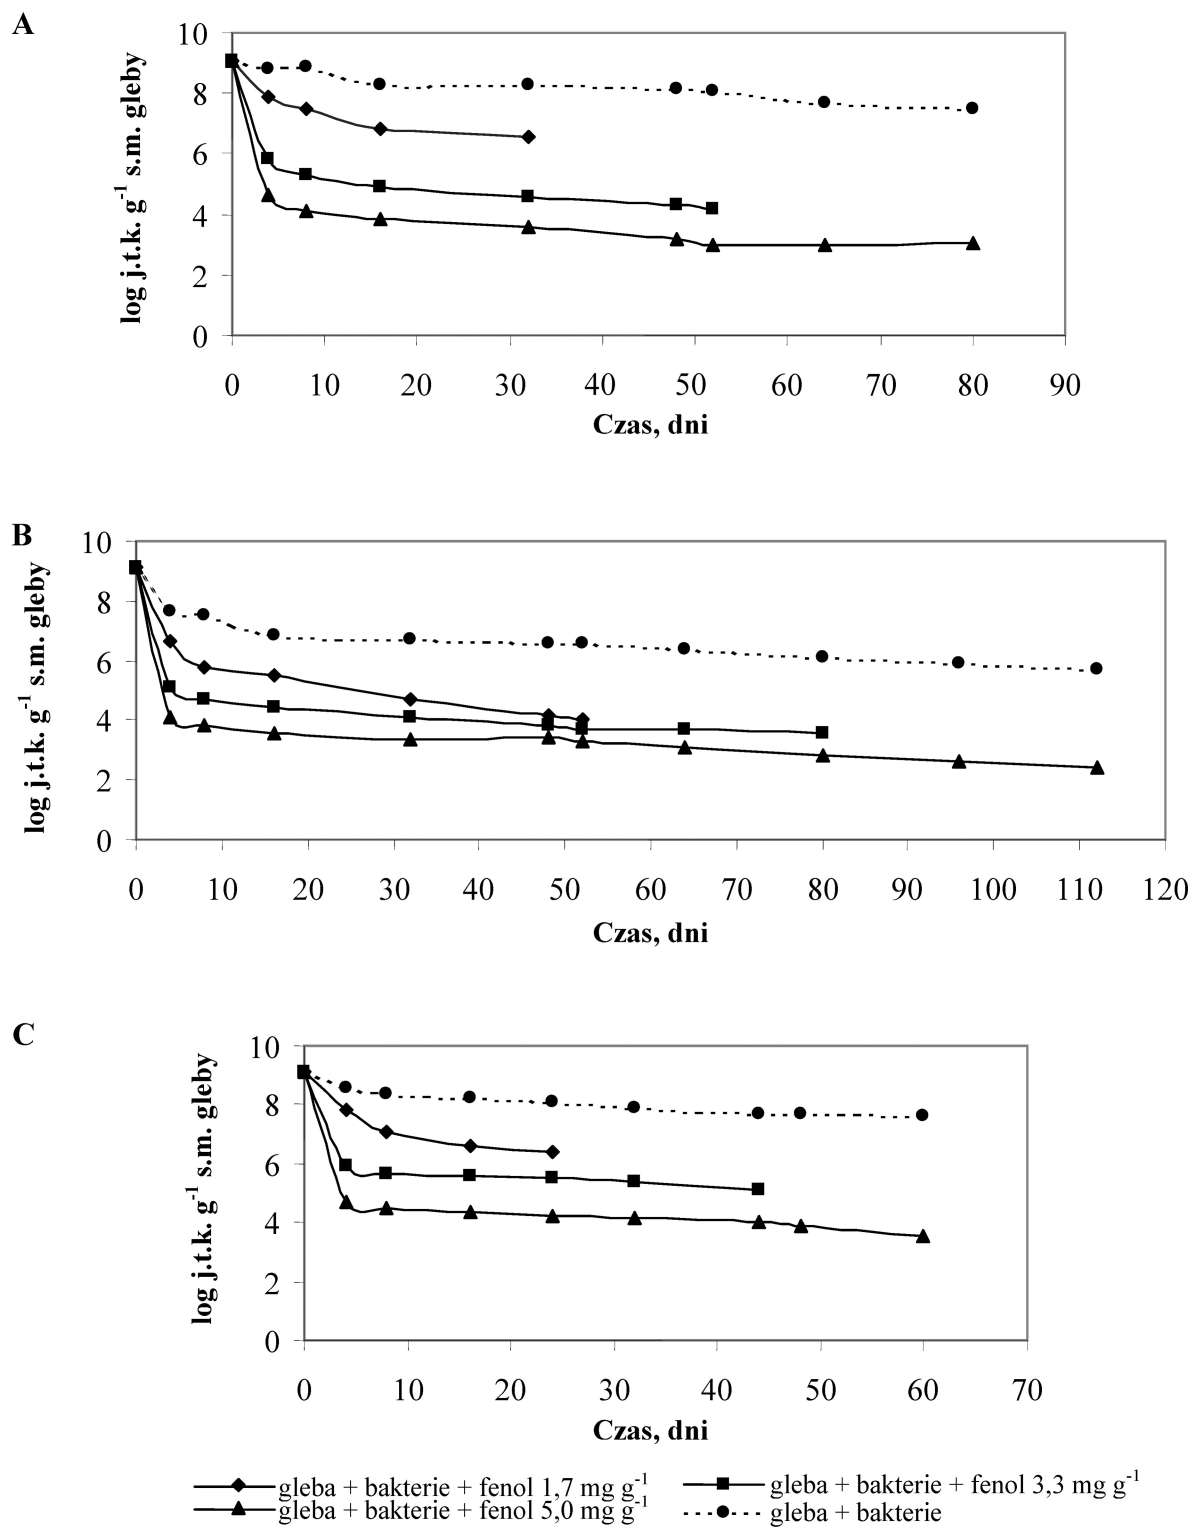 A
log j.t.k. g-1 s.m. gleby
10
8
6
4
2
0
0 10 20 30 40 50 60 70 80 90
Czas, dni
B
log j.t.k. g-1 s.m. gleby
10
8
6
4
2
0
0 10 20 30 40 50 60 70 80 90 100 110 120
Czas, dni
C
log j.t.k. g-1 s.m. gleby
10
8
6
4
2
0
0 10 20 30 40 50 60 70
Czas, dni
gleba + bakterie + fenol 1,7 mg g-1
gleba + bakterie + fenol 3,3 mg g-1
gleba + bakterie + fenol 5,0 mg g-1
gleba + bakterie